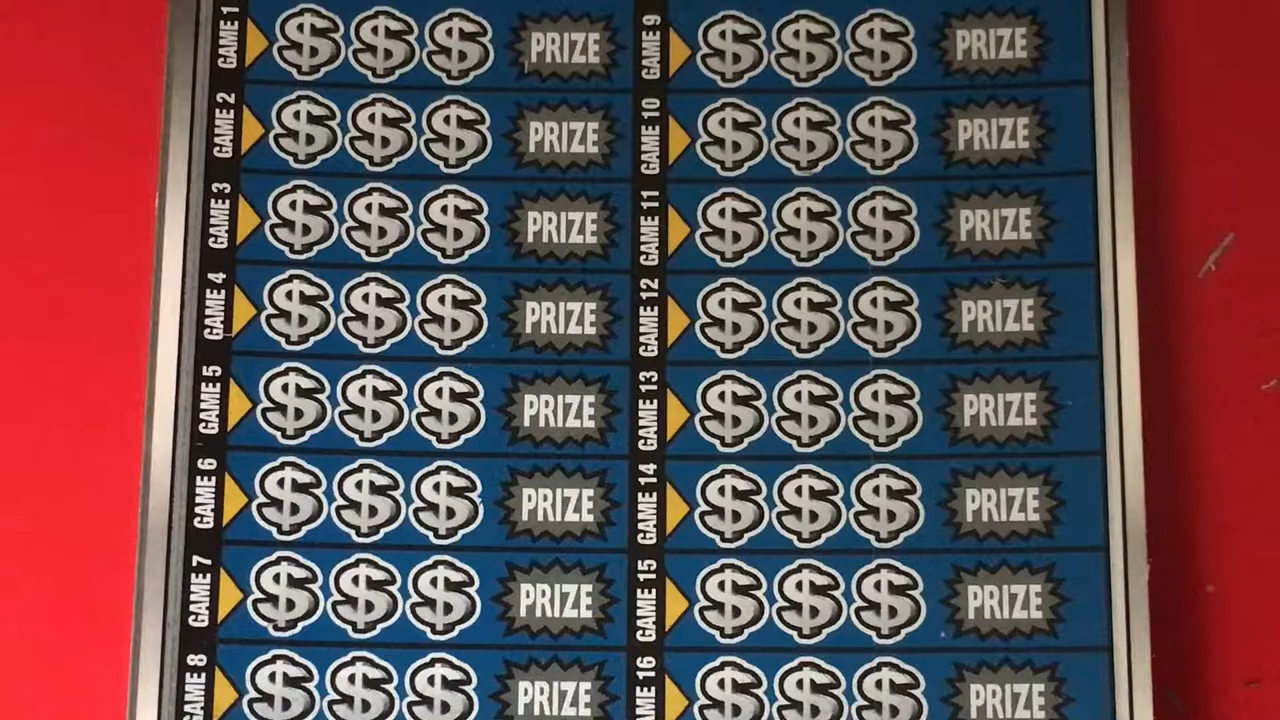 GAME 1 $ $ $ PRIZE
GAME 2 $ $ $ PRIZE
GAME 3 $ $ $ PRIZE
GAME 4 $ $ $ PRIZE
GAME 5 $ $ $ PRIZE
GAME 6 $ $ $ PRIZE
GAME 7 $ $ $ PRIZE
GAME 8 $ $ $ PRIZE
GAME 9 $ $ $ PRIZE
GAME 10 $ $ $ PRIZE
GAME 11 $ $ $ PRIZE
GAME 12 $ $ $ PRIZE
GAME 13 $ $ $ PRIZE
GAME 14 $ $ $ PRIZE
GAME 15 $ $ $ PRIZE
AME 16 $ $ $ PRIZE